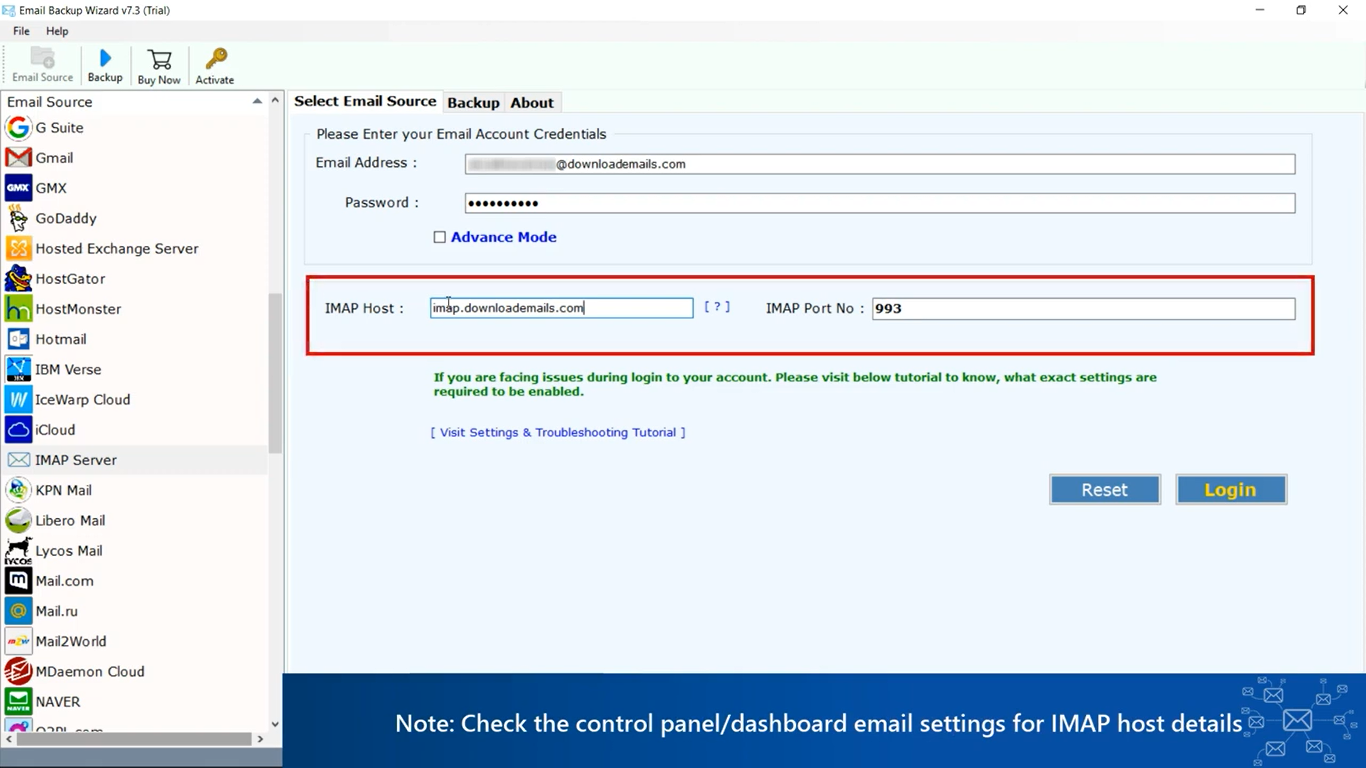 Email Backup Wizard v7.3 (Trial)
File Help
Email Source Backup Buy Now Activate
Email Source
G Suite
Gmail
GMX
GoDaddy
Hosted Exchange Server
HostGator
HostMonster
Hotmail
IBM Verse
IceWarp Cloud
iCloud
IMAP Server
KPN Mail
Libero Mail
Lycos Mail
Mail.com
Mail.ru
Mail2World
MDaemon Cloud
NAVER
Select Email Source Backup About
Please Enter your Email Account Credentials
Email Address : @downloademails.com
Password : ••••••••••
Advance Mode
IMAP Host : imap.downloademails.com [ ? ] IMAP Port No : 993
If you are facing issues during login to your account. Please visit below tutorial to know, what exact settings are
required to be enabled.
[ Visit Settings & Troubleshooting Tutorial ]
Reset Login
Note: Check the control panel/dashboard email settings for IMAP host details